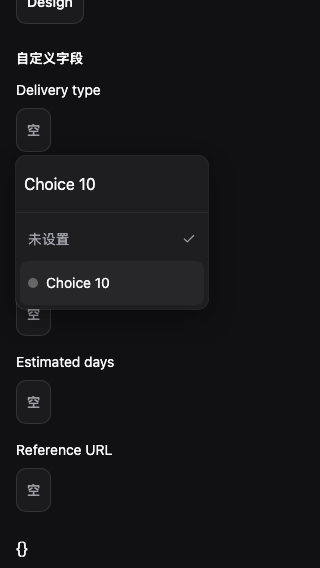 Design
自定义字段
Delivery type
空
Choice 10
未设置
Choice 10
空
Estimated days
空
Reference URL
空
{}